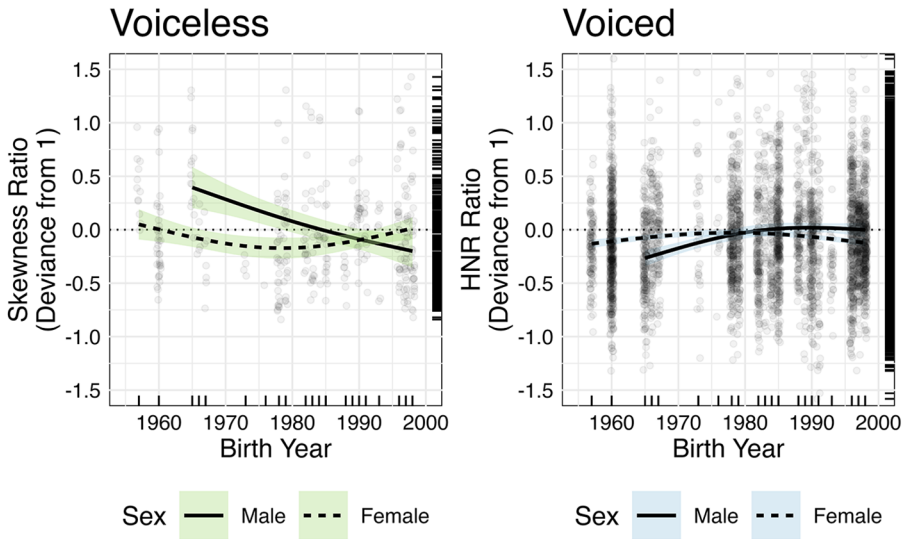 Voiceless
Skewness Ratio
(Deviance from 1)
1.5
1.0
0.5
0.0
-0.5
-1.0
-1.5
1960 1970 1980 1990 2000
Birth Year
Sex Male Female
Voiced
HNR Ratio
(Deviance from 1)
1.5
1.0
0.5
0.0
-0.5
-1.0
-1.5
1960 1970 1980 1990 2000
Birth Year
Sex Male Female